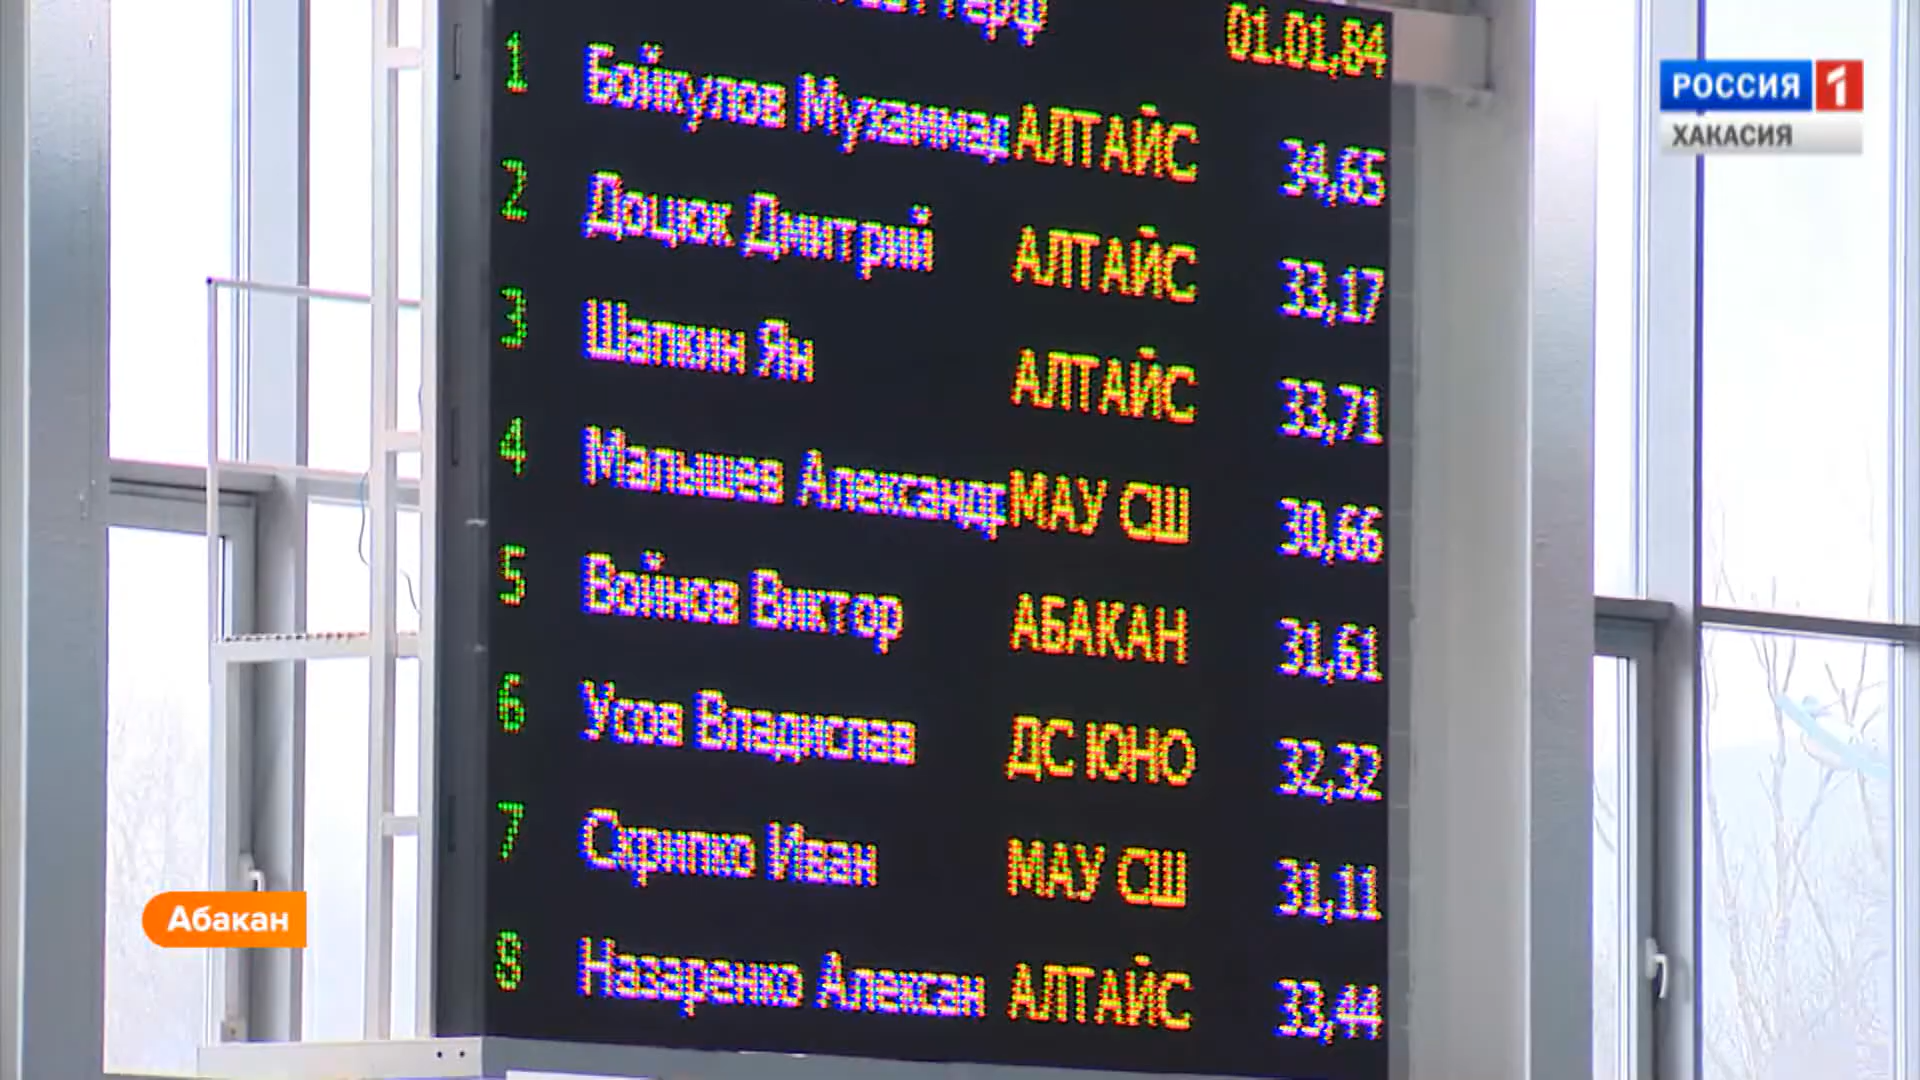 01.01,84
1 Бойкулов Мухаммад АЛТАЙС 34,65
2 Доцюк Дмитрий АЛТАЙС 33,17
3 Шапкин Ян АЛТАЙС 33,71
4 Малышев Александр МАУ СШ 30,66
5 Войнов Виктор АБАКАН 31,61
6 Усов Владислав ДС ЮНО 32,32
7 Скрипко Иван МАУ СШ 31,11
8 Назаренко Алексан АЛТАЙС 33,44
РОССИЯ 1
ХАКАСИЯ
Абакан